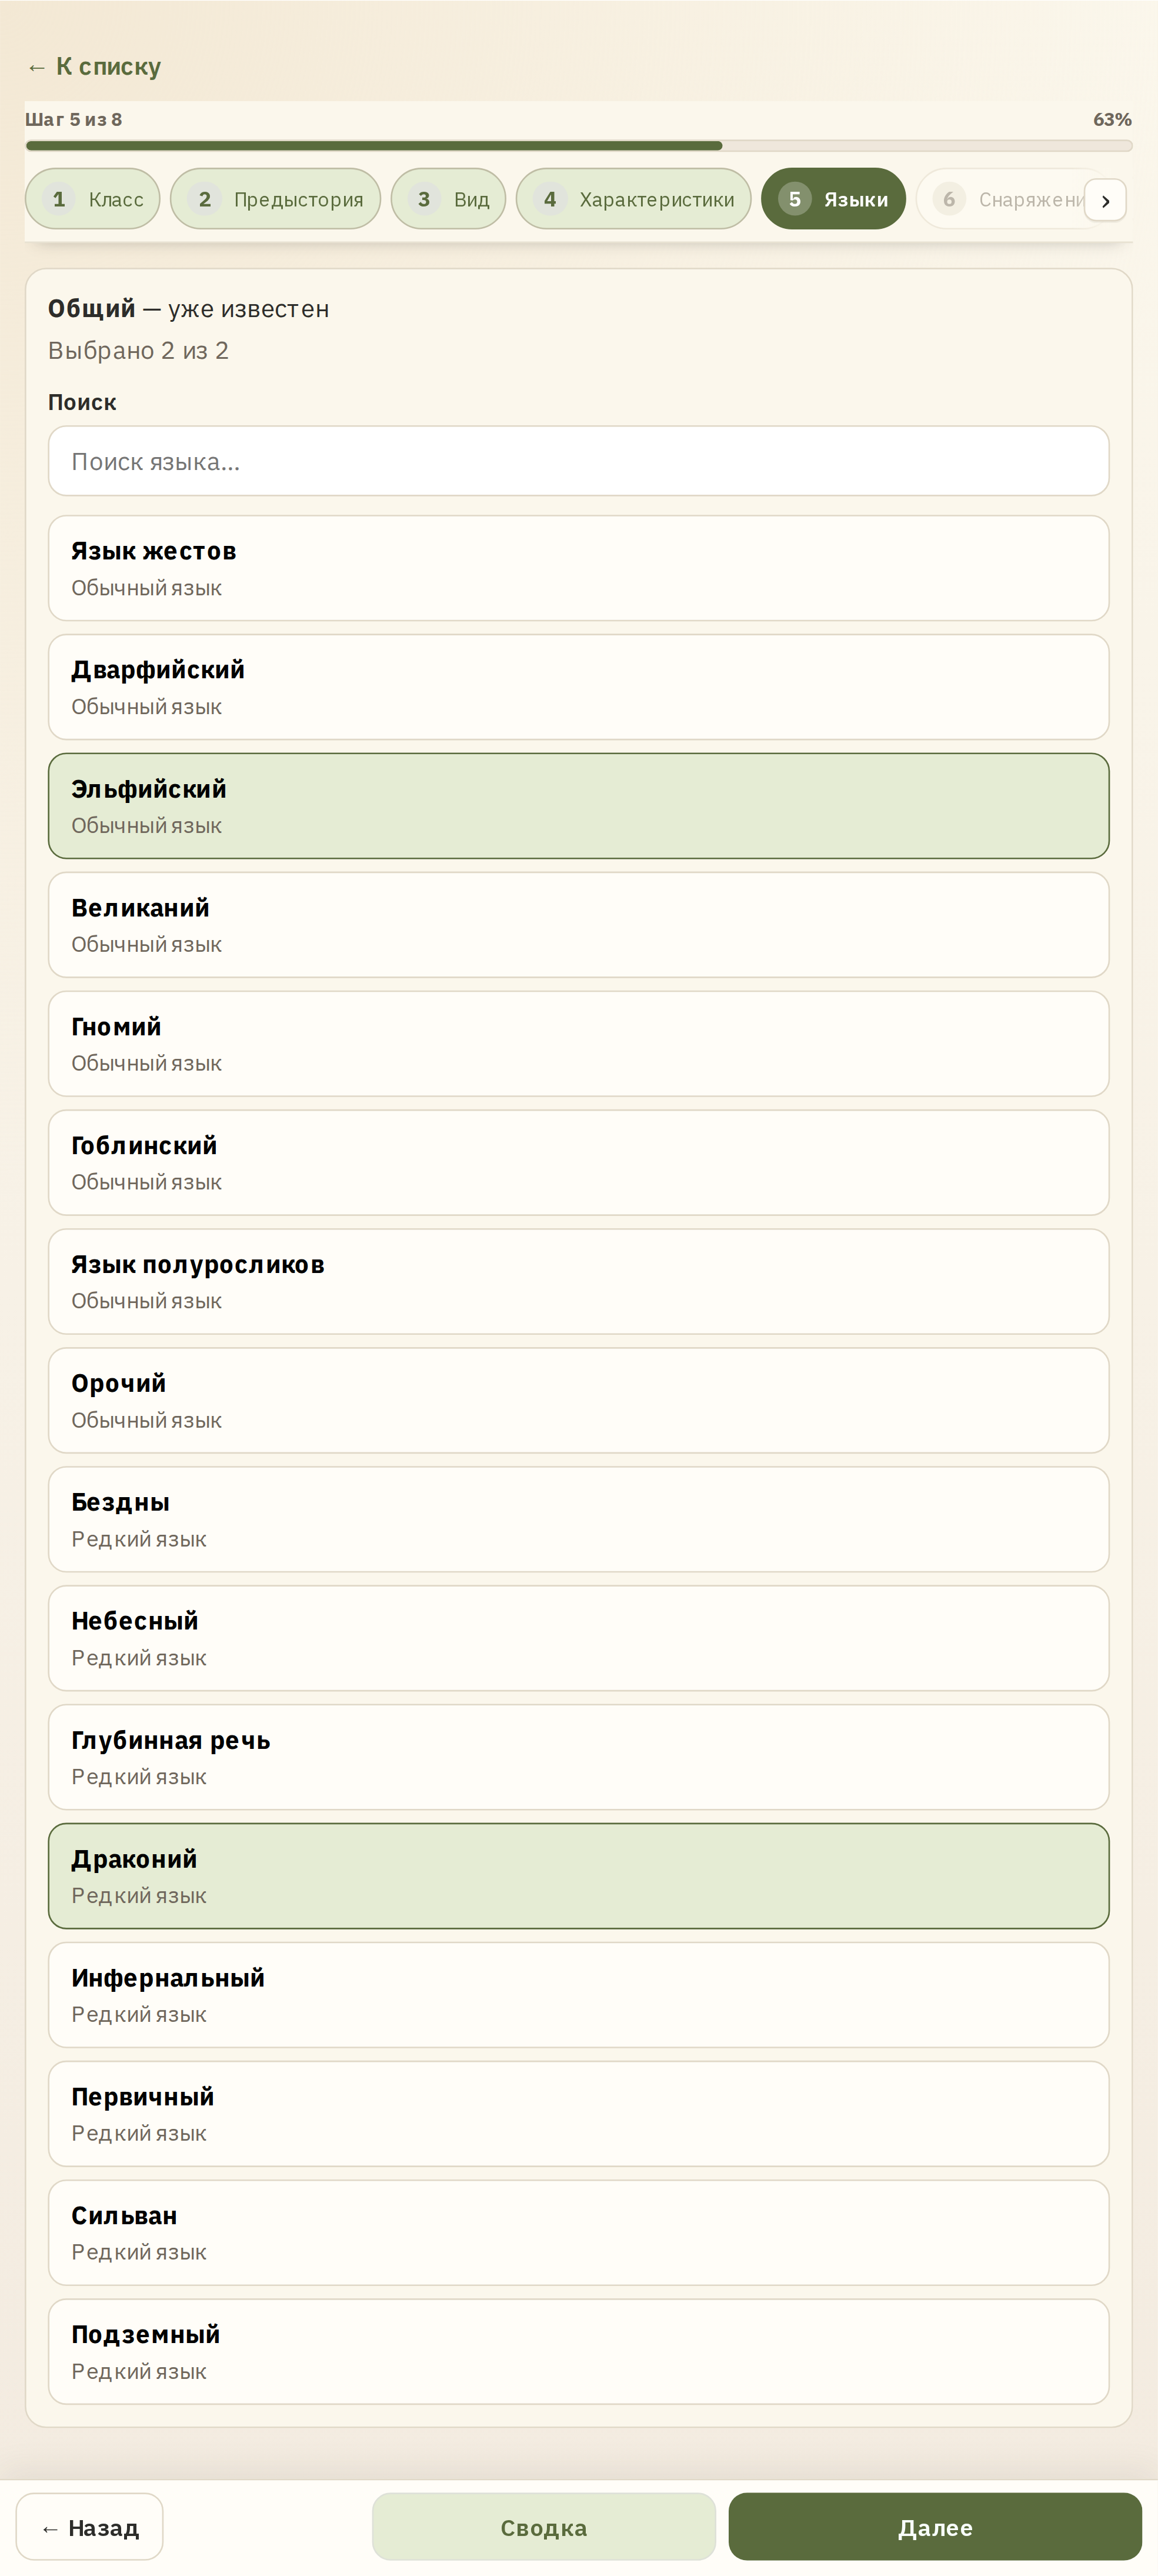 ← К списку
Шаг 5 из 8 63%
1 Класс 2 Предыстория 3 Вид 4 Характеристики 5 Языки 6 Снаряжени ›
Общий — уже известен
Выбрано 2 из 2
Поиск
Поиск языка...
Язык жестов
Обычный язык
Дварфийский
Обычный язык
Эльфийский
Обычный язык
Великаний
Обычный язык
Гномий
Обычный язык
Гоблинский
Обычный язык
Язык полуросликов
Обычный язык
Орочий
Обычный язык
Бездны
Редкий язык
Небесный
Редкий язык
Глубинная речь
Редкий язык
Драконий
Редкий язык
Инфернальный
Редкий язык
Первичный
Редкий язык
Сильван
Редкий язык
Подземный
Редкий язык
← Назад Сводка Далее